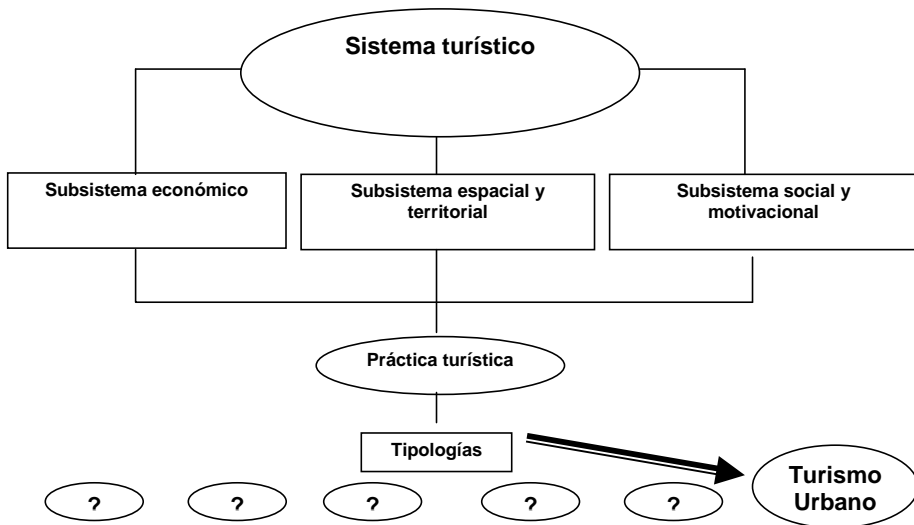 Sistema turístico
Subsistema económico
Subsistema espacial y
territorial
Subsistema social y
motivacional
Práctica turística
Tipologías
Turismo
Urbano
? ? ? ? ?